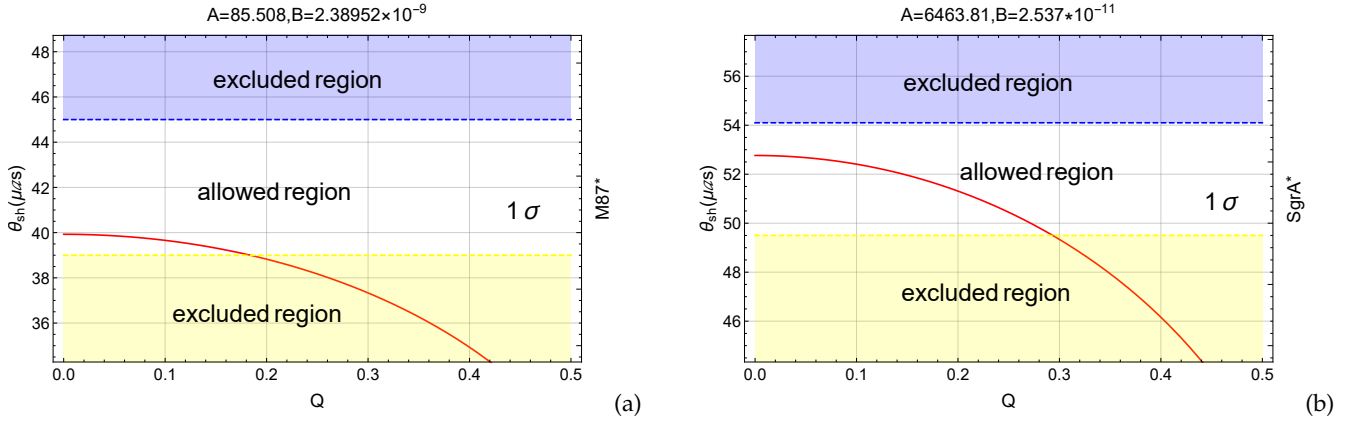 A=85.508,B=2.38952×10⁻⁹
48
46
44
42
40
38
36
θsh(μas)
excluded region
allowed region
1 σ
excluded region
M87*
0.0 0.1 0.2 0.3 0.4 0.5
Q
(a)
A=6463.81,B=2.537*10⁻¹¹
56
54
52
50
48
46
θsh(μas)
excluded region
allowed region
1 σ
excluded region
SgrA*
0.0 0.1 0.2 0.3 0.4 0.5
Q
(b)